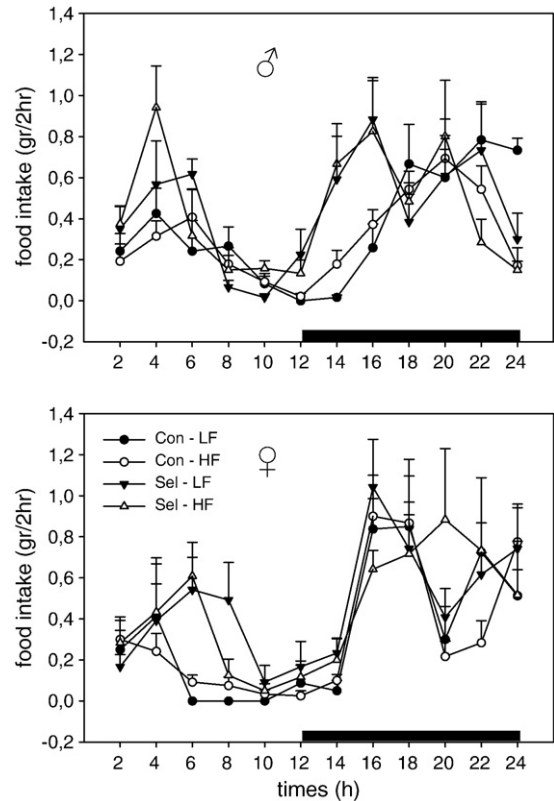 1,4
1,2
1,0
0,8
0,6
0,4
0,2
0,0
-0,2
food intake (gr/2hr)
♂
2 4 6 8 10 12 14 16 18 20 22 24
1,4
1,2
1,0
0,8
0,6
0,4
0,2
0,0
-0,2
food intake (gr/2hr)
Con - LF
Con - HF
Sel - LF
Sel - HF
♀
2 4 6 8 10 12 14 16 18 20 22 24
times (h)